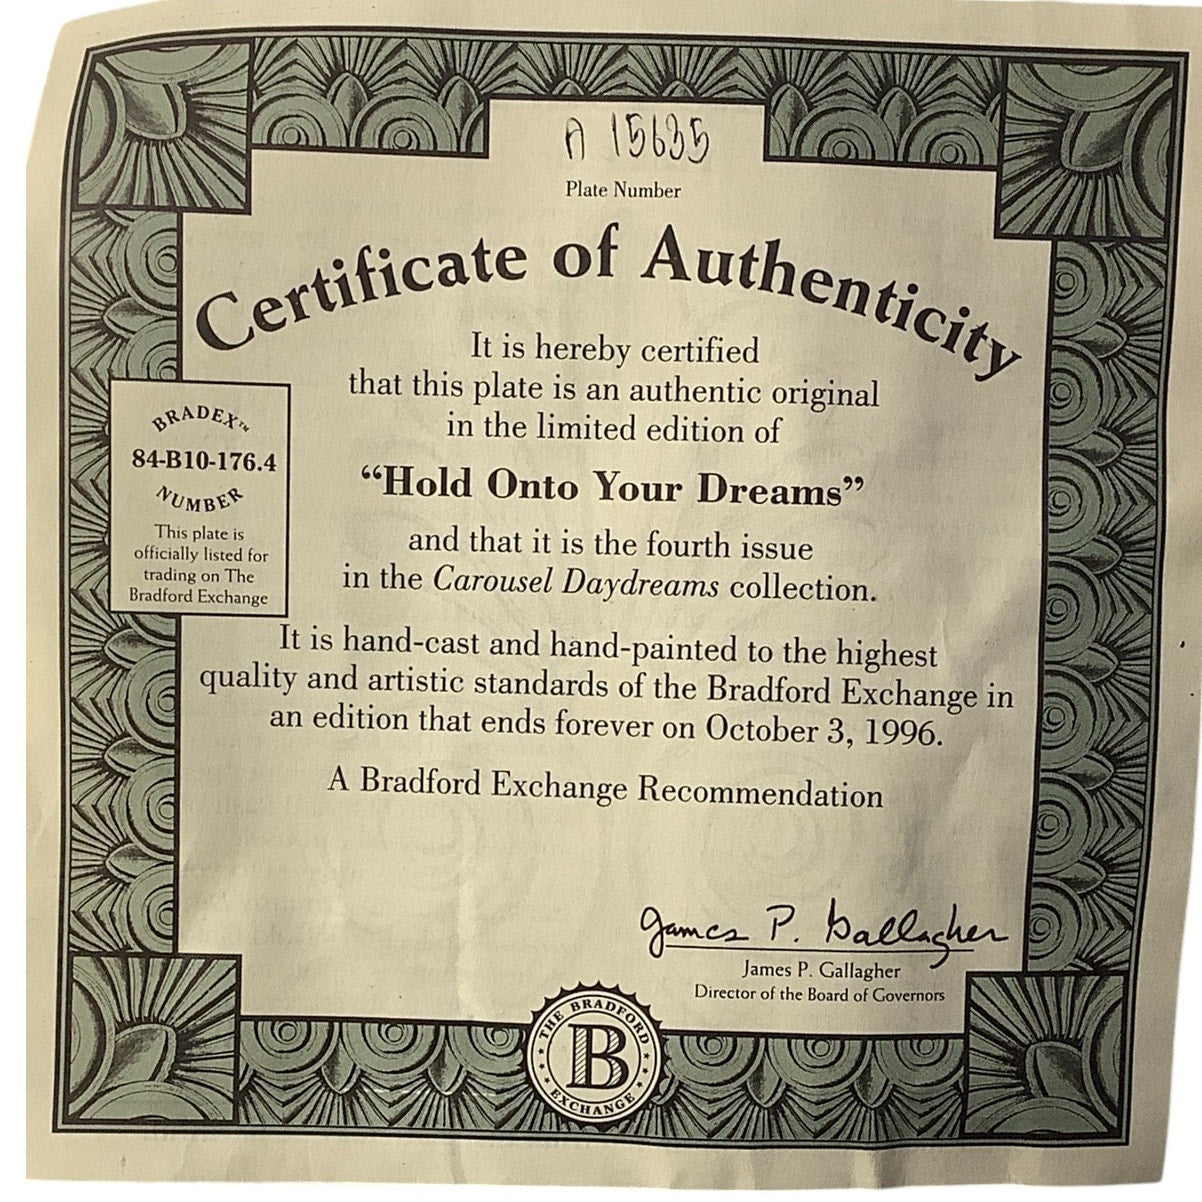 A 15635
Plate Number
Certificate of Authenticity
It is hereby certified
that this plate is an authentic original
in the limited edition of
“Hold Onto Your Dreams”
and that it is the fourth issue
in the Carousel Daydreams collection.
BRADEX™
84-B10-176.4
NUMBER
This plate is
officially listed for
trading on The
Bradford Exchange
It is hand-cast and hand-painted to the highest
quality and artistic standards of the Bradford Exchange in
an edition that ends forever on October 3, 1996.
A Bradford Exchange Recommendation
James P. Gallagher
James P. Gallagher
Director of the Board of Governors
THE BRADFORD
B
EXCHANGE